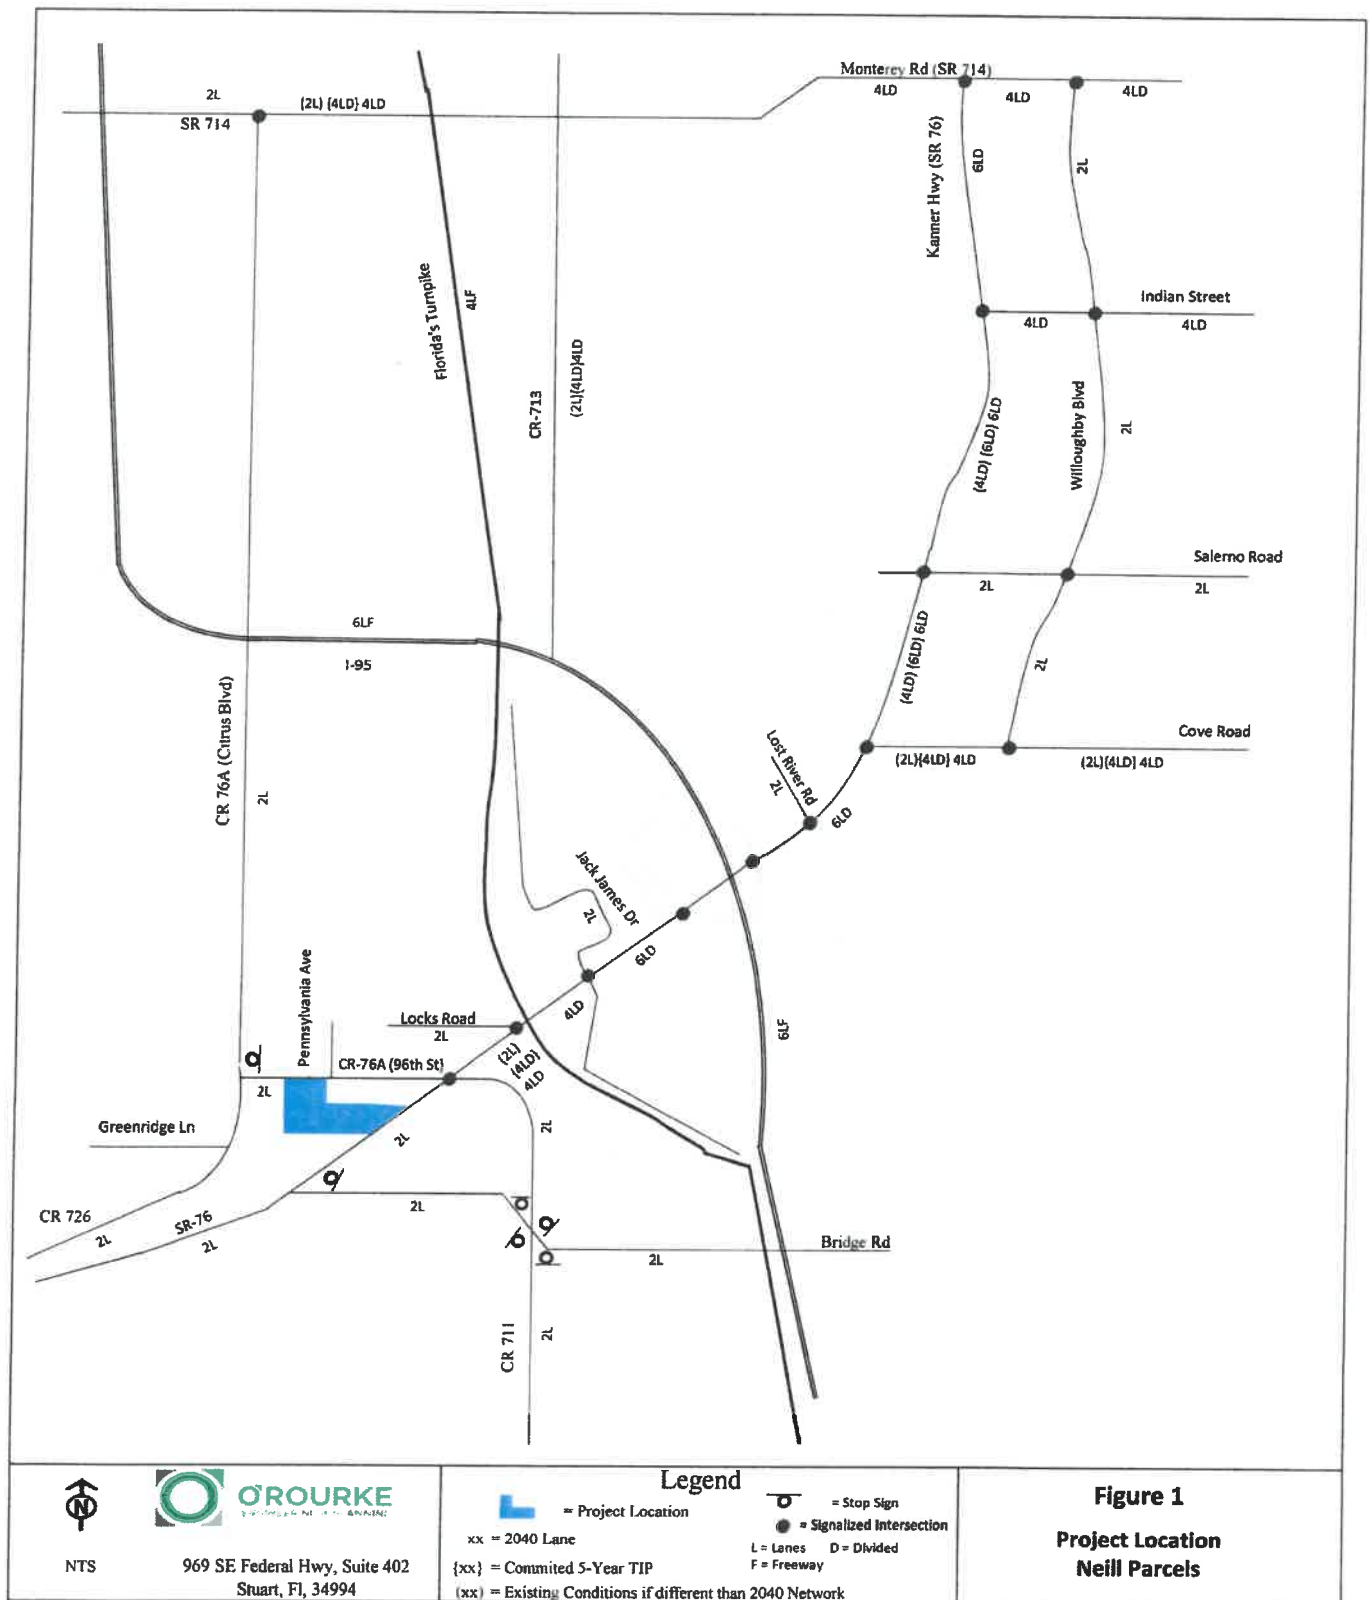 Monterey Rd (SR 714)
4LD
4LD
4LD
2L
(2L) {4LD} 4LD
SR 714
Kanner Hwy (SR 76)
6LD
2L
Florida's Turnpike
4LF
Indian Street
4LD
4LD
CR-713
(2L){4LD}4LD
(4LD) {6LD} 6LD
Willoughby Blvd
2L
Salerno Road
2L
2L
6LF
I-95
(4LD) {6LD} 6LD
2L
CR 76A (Citrus Blvd)
2L
Cove Road
(2L){4LD} 4LD
(2L){4LD} 4LD
Lost River Rd
2L
6LD
Jack James Dr
2L
6LD
Pennsylvania Ave
4LD
6LF
Locks Road
2L
(2L)
{4LD}
4LD
CR-76A (96th St)
2L
2L
Greenridge Ln
2L
2L
CR 726
2L
SR-76
2L
Bridge Rd
2L
CR 711
2L
N
NTS
O'ROURKE
969 SE Federal Hwy, Suite 402
Stuart, Fl, 34994
Legend
= Project Location
xx = 2040 Lane
{xx} = Commited 5-Year TIP
(xx) = Existing Conditions if different than 2040 Network
= Stop Sign
= Signalized Intersection
L = Lanes D = Divided
F = Freeway
Figure 1
Project Location
Neill Parcels